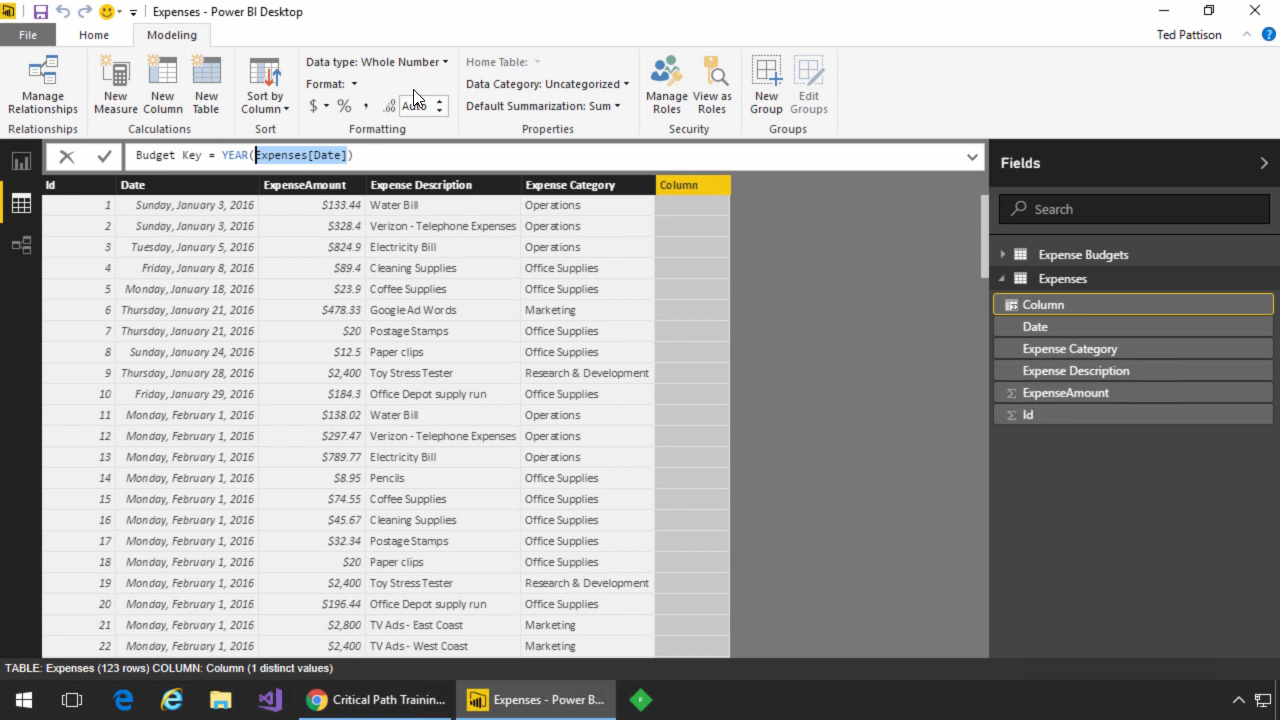 Expenses - Power BI Desktop
File Home Modeling Ted Pattison
Manage Relationships
New Measure
New Column
New Table
Sort by Column
Data type: Whole Number
Format:
$ % , .00 Auto
Home Table:
Data Category: Uncategorized
Default Summarization: Sum
Manage Roles
View as Roles
New Group
Edit Groups
Relationships Calculations Sort Formatting Properties Security Groups
Budget Key = YEAR(Expenses[Date])
Id Date ExpenseAmount Expense Description Expense Category Column
1 Sunday, January 3, 2016 $133.44 Water Bill Operations
2 Sunday, January 3, 2016 $328.4 Verizon - Telephone Expenses Operations
3 Tuesday, January 5, 2016 $824.9 Electricity Bill Operations
4 Friday, January 8, 2016 $89.4 Cleaning Supplies Office Supplies
5 Monday, January 18, 2016 $23.9 Coffee Supplies Office Supplies
6 Thursday, January 21, 2016 $478.33 Google Ad Words Marketing
7 Thursday, January 21, 2016 $20 Postage Stamps Office Supplies
8 Sunday, January 24, 2016 $12.5 Paper clips Office Supplies
9 Thursday, January 28, 2016 $2,400 Toy Stress Tester Research & Development
10 Friday, January 29, 2016 $184.3 Office Depot supply run Office Supplies
11 Monday, February 1, 2016 $138.02 Water Bill Operations
12 Monday, February 1, 2016 $297.47 Verizon - Telephone Expenses Operations
13 Monday, February 1, 2016 $789.77 Electricity Bill Operations
14 Monday, February 1, 2016 $8.95 Pencils Office Supplies
15 Monday, February 1, 2016 $74.55 Coffee Supplies Office Supplies
16 Monday, February 1, 2016 $45.67 Cleaning Supplies Office Supplies
17 Monday, February 1, 2016 $32.34 Postage Stamps Office Supplies
18 Monday, February 1, 2016 $20 Paper clips Office Supplies
19 Monday, February 1, 2016 $2,400 Toy Stress Tester Research & Development
20 Monday, February 1, 2016 $196.44 Office Depot supply run Office Supplies
21 Monday, February 1, 2016 $2,800 TV Ads - East Coast Marketing
22 Monday, February 1, 2016 $2,400 TV Ads - West Coast Marketing
Fields
Search
Expense Budgets
Expenses
Column
Date
Expense Category
Expense Description
Σ ExpenseAmount
Σ Id
TABLE: Expenses (123 rows) COLUMN: Column (1 distinct values)
Critical Path Trainin... Expenses - Power B...